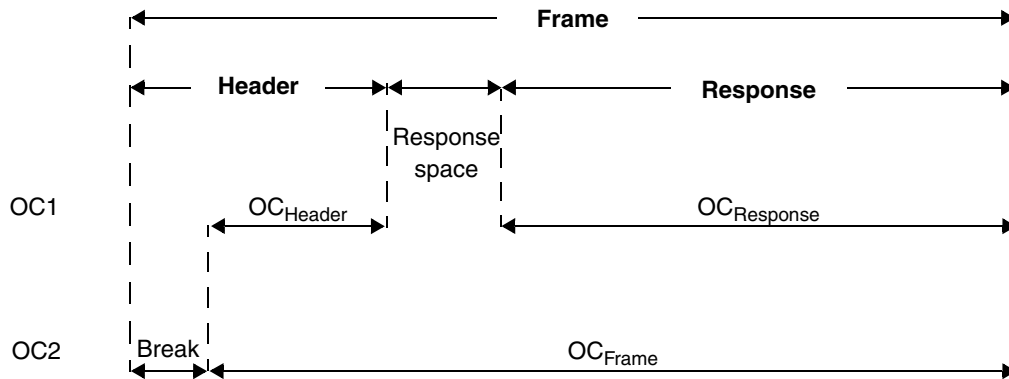 Frame
Header
Response
Response
space
OC1
OCHeader
OCResponse
OC2
Break
OCFrame